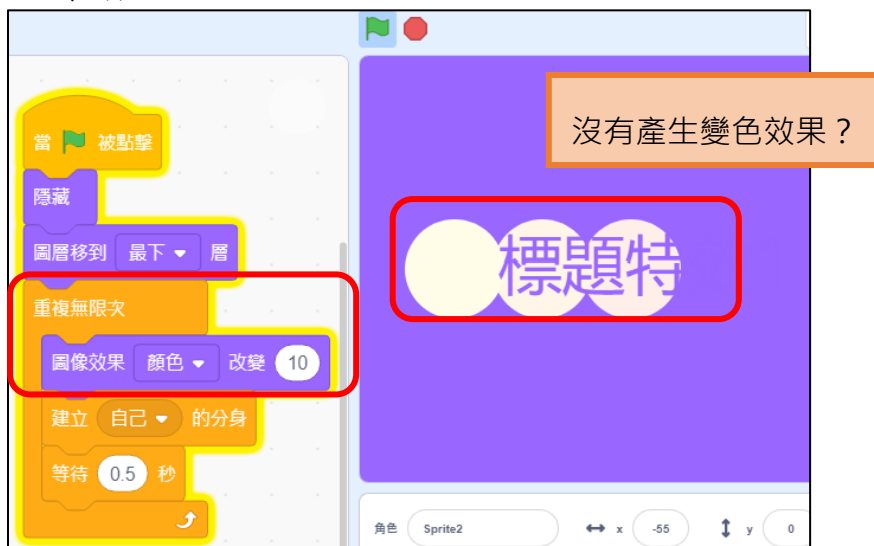 沒有產生變色效果？
當 被點擊
隱藏
圖層移到 最下 層
重複無限次
圖像效果 顏色 改變 10
建立 自己 的分身
等待 0.5 秒
標題特
角色 Sprite2 x -55 y 0